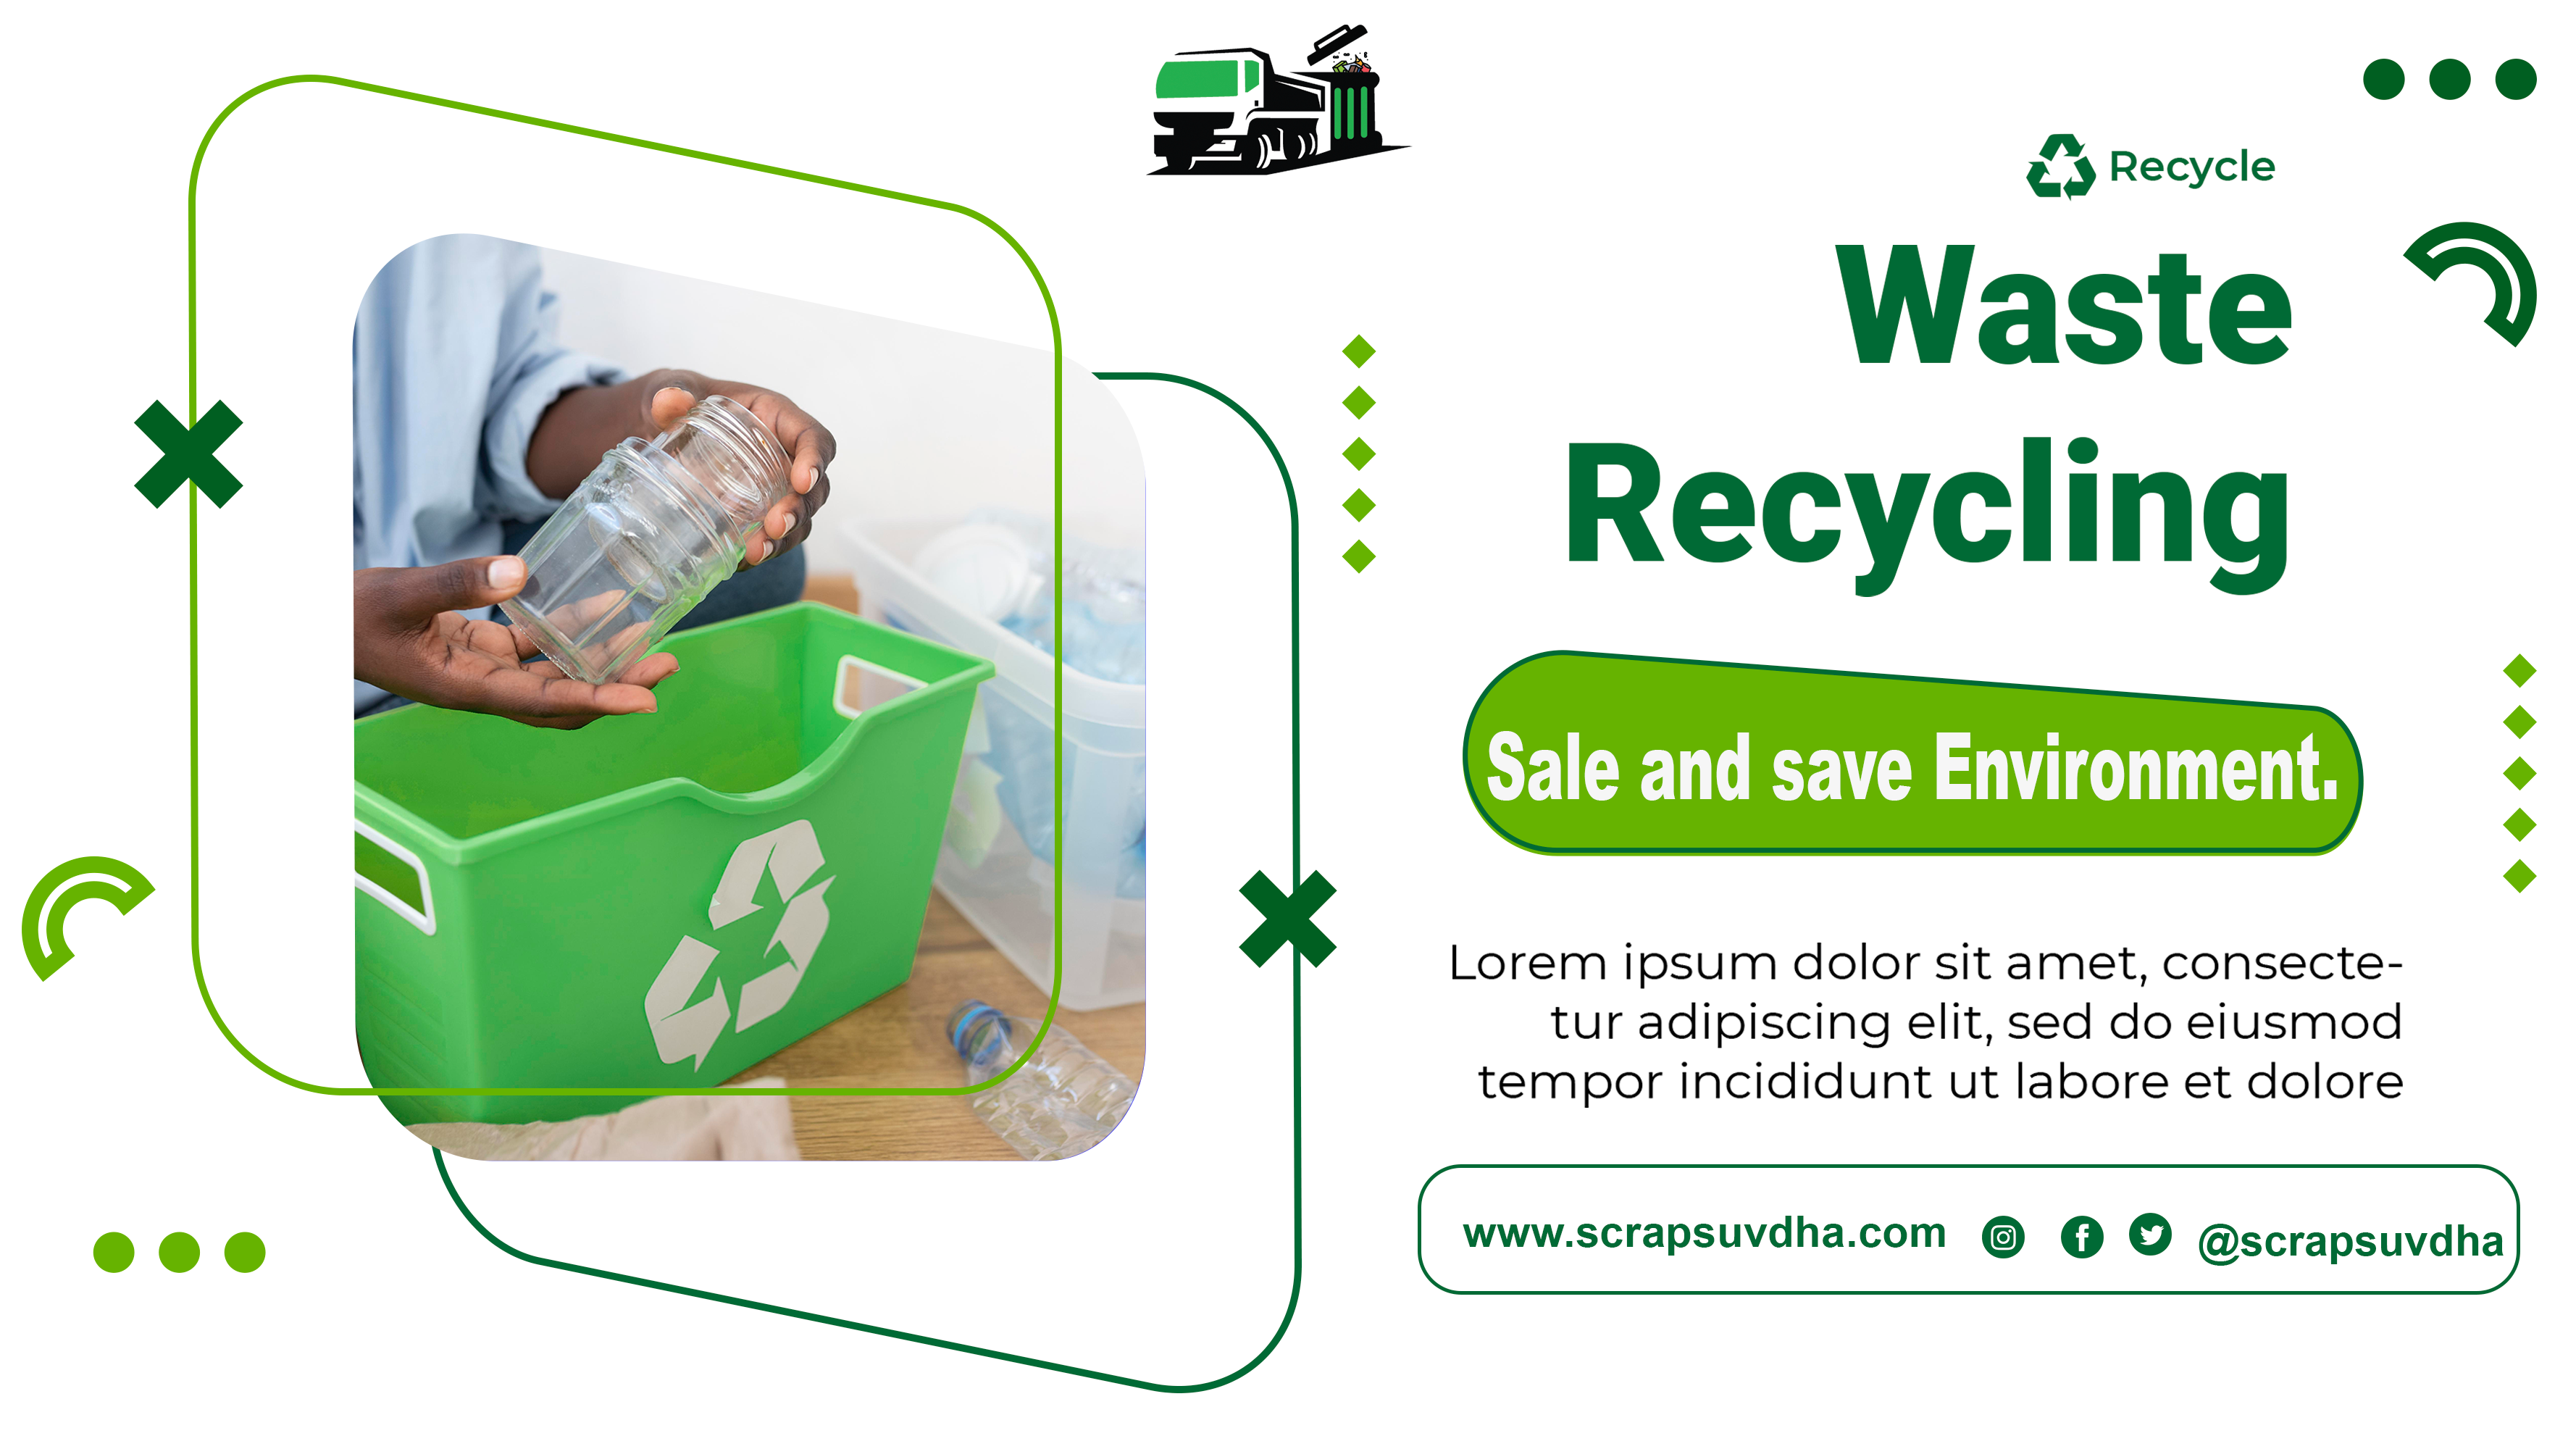 Recycle
Waste
Recycling
Sale and save Environment.
Lorem ipsum dolor sit amet, consecte-
tur adipiscing elit, sed do eiusmod
tempor incididunt ut labore et dolore
www.scrapsuvdha.com @scrapsuvdha